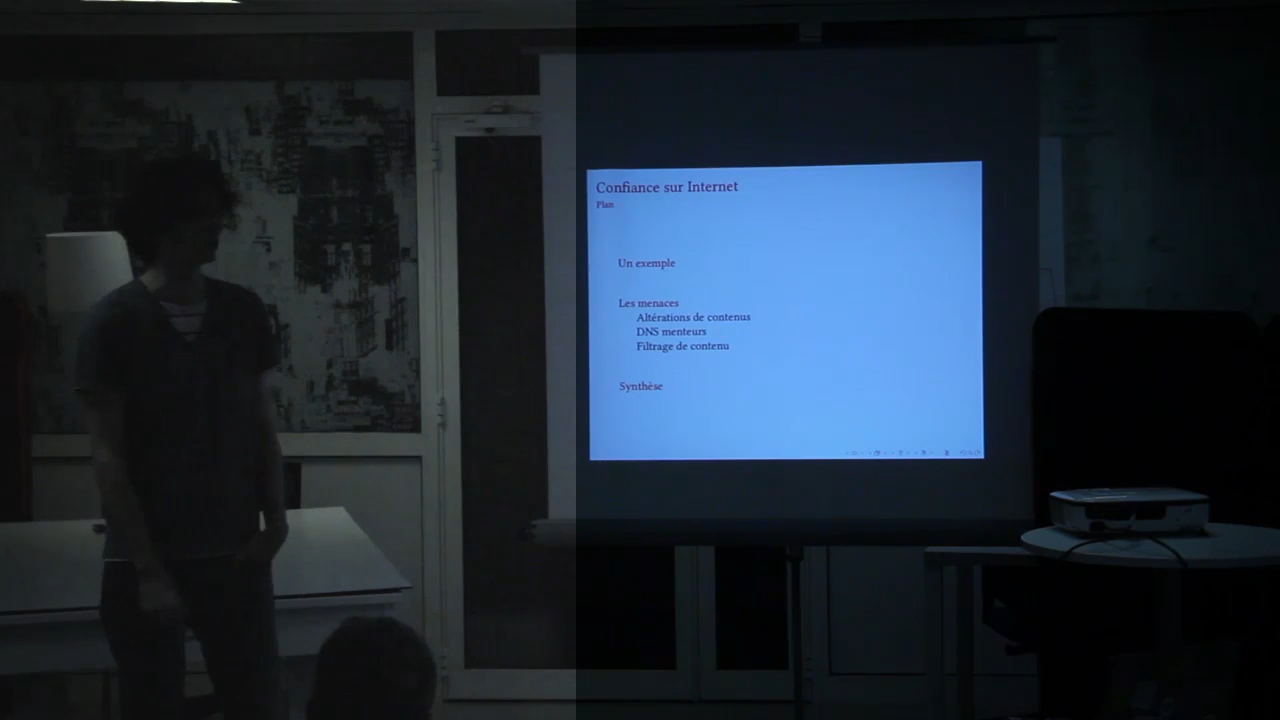 Confiance sur Internet
Plan
Un exemple
Les menaces
Altérations de contenus
DNS menteurs
Filtrage de contenu
Synthèse